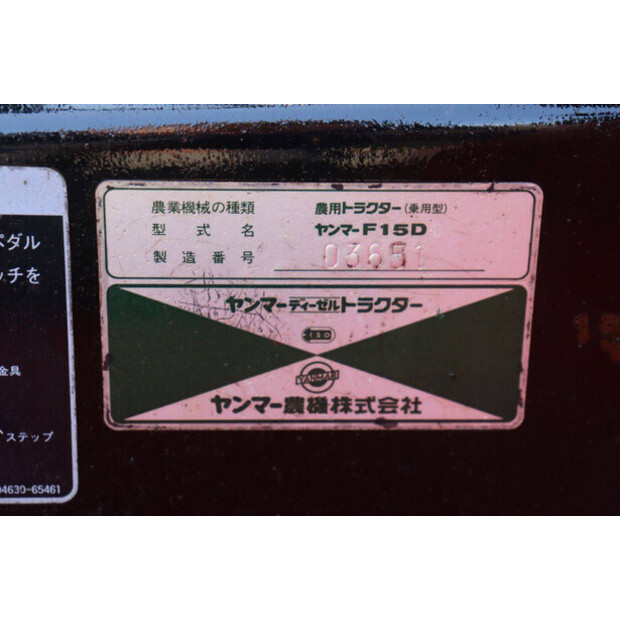 ペダル
ッチを
金具
ステップ
04630-65461
農業機械の種類 農用トラクター(乗用型)
型式名 ヤンマーF15D
製造番号 03651
ヤンマーディーゼルトラクター
ISO
YANMAR
ヤンマー農機株式会社